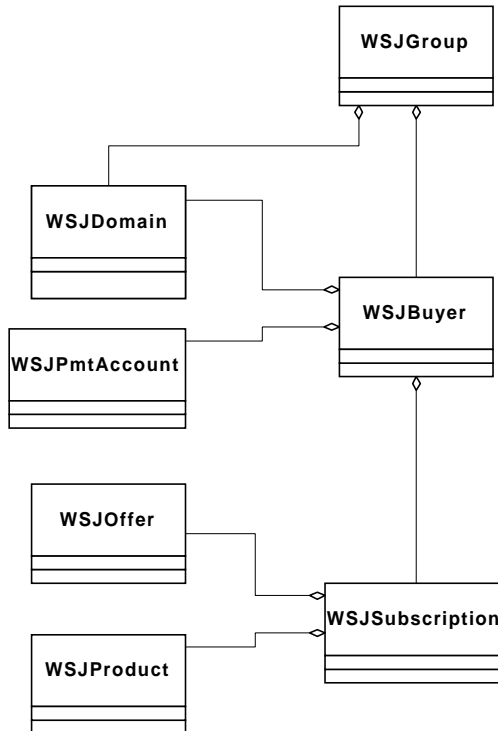 WSJGroup
WSJDomain
WSJBuyer
WSJPmtAccount
WSJOffer
WSJSubscription
WSJProduct